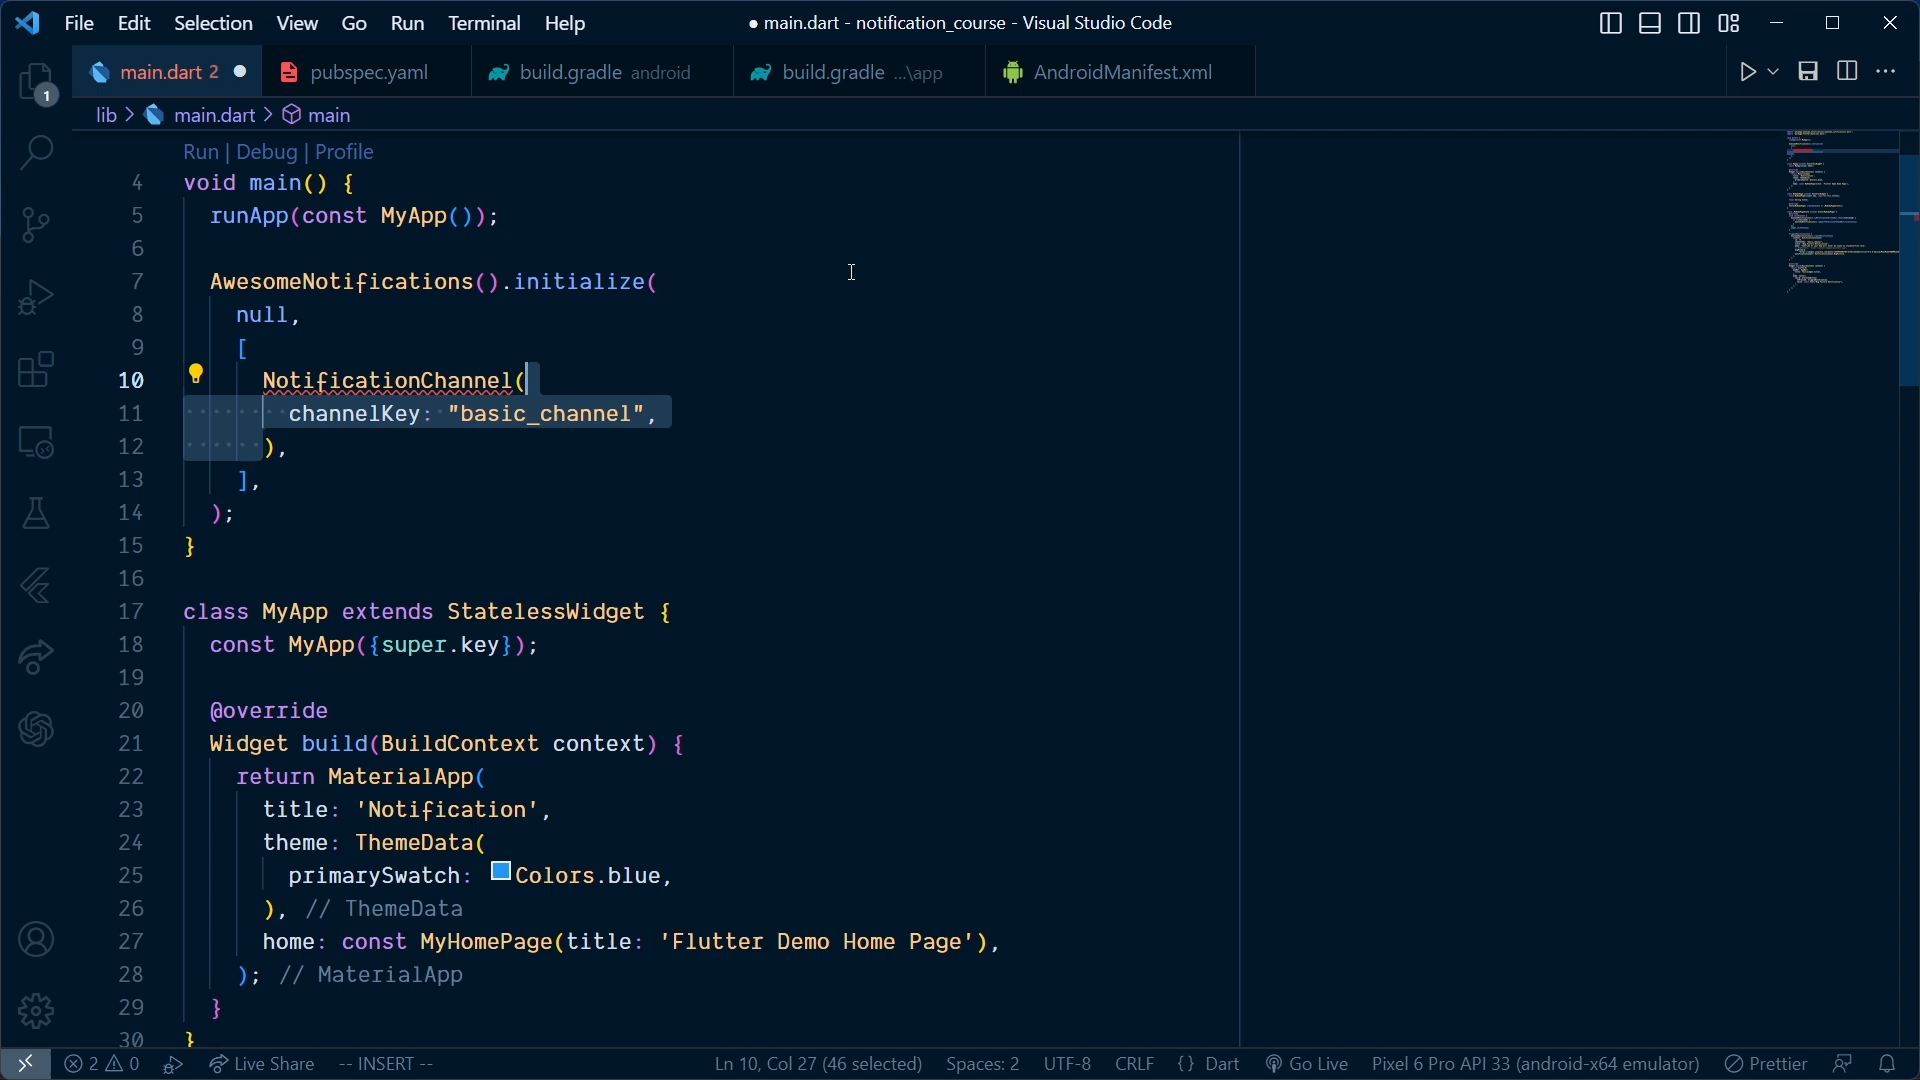 File Edit Selection View Go Run Terminal Help
● main.dart - notification_course - Visual Studio Code
main.dart 2 ● pubspec.yaml build.gradle android build.gradle ...\app AndroidManifest.xml
1
lib > main.dart > main
Run | Debug | Profile
4 void main() {
5 runApp(const MyApp());
6
7 AwesomeNotifications().initialize(
8 null,
9 [
10 NotificationChannel(
11 channelKey: "basic_channel",
12 ),
13 ],
14 );
15 }
16
17 class MyApp extends StatelessWidget {
18 const MyApp({super.key});
19
20 @override
21 Widget build(BuildContext context) {
22 return MaterialApp(
23 title: 'Notification',
24 theme: ThemeData(
25 primarySwatch: Colors.blue,
26 ), // ThemeData
27 home: const MyHomePage(title: 'Flutter Demo Home Page'),
28 ); // MaterialApp
29 }
30 }
2 0 Live Share -- INSERT -- Ln 10, Col 27 (46 selected) Spaces: 2 UTF-8 CRLF {} Dart Go Live Pixel 6 Pro API 33 (android-x64 emulator) Prettier